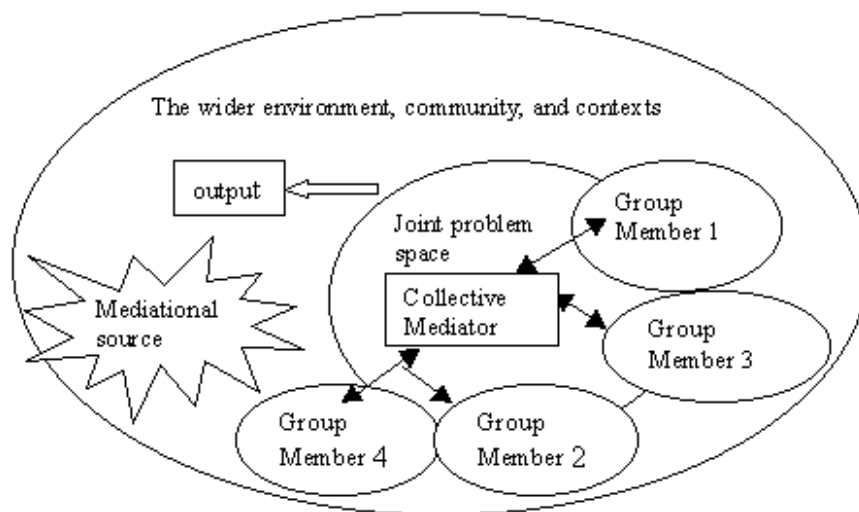 The wider environment, community, and contexts
output
Group
Member 1
Joint problem
space
Collective
Mediator
Mediational
source
Group
Member 3
Group
Member 4
Group
Member 2